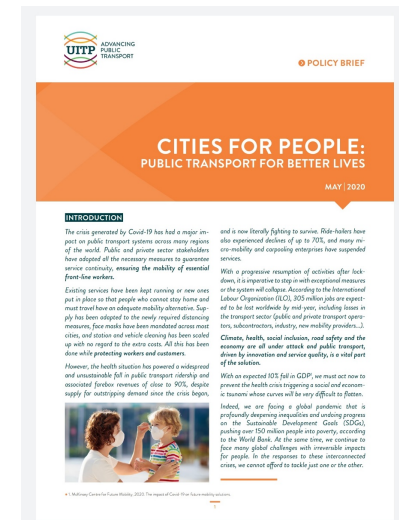 UITP
ADVANCING
PUBLIC
TRANSPORT
POLICY BRIEF
CITIES FOR PEOPLE:
PUBLIC TRANSPORT FOR BETTER LIVES
MAY | 2020
INTRODUCTION
The crisis generated by Covid-19 has had a major im-
pact on public transport systems across many regions
of the world. Public and private sector stakeholders
have adopted all the necessary measures to guarantee
service continuity, ensuring the mobility of essential
front-line workers.
Existing services have been kept running or new ones
put in place so that people who cannot stay home and
must travel have an adequate mobility alternative. Sup-
ply has been adapted to the newly required distancing
measures, face masks have been mandated across most
cities, and station and vehicle cleaning has been scaled
up with no regard to the extra costs. All this has been
done while protecting workers and customers.
However, the health situation has powered a widespread
and unsustainable fall in public transport ridership and
associated farebox revenues of close to 90%, despite
supply far outstripping demand since the crisis began,
and is now literally fighting to survive. Ride-hailers have
also experienced declines of up to 70%, and many mi-
cro-mobility and carpooling enterprises have suspended
services.
With a progressive resumption of activities after lock-
down, it is imperative to step in with exceptional measures
or the system will collapse. According to the International
Labour Organization (ILO), 305 million jobs are expect-
ed to be lost worldwide by mid-year, including losses in
the transport sector (public and private transport opera-
tors, subcontractors, industry, new mobility providers...).
Climate, health, social inclusion, road safety and the
economy are all under attack and public transport,
driven by innovation and service quality, is a vital part
of the solution.
With an expected 10% fall in GDP¹, we must act now to
prevent the health crisis triggering a social and econom-
ic tsunami whose curves will be very difficult to flatten.
Indeed, we are facing a global pandemic that is
profoundly deepening inequalities and undoing progress
on the Sustainable Development Goals (SDGs),
pushing over 150 million people into poverty, according
to the World Bank. At the same time, we continue to
face many global challenges with irreversible impacts
for people. In the responses to these interconnected
crises, we cannot afford to tackle just one or the other.
1. McKinsey Centre for Future Mobility, 2020. The impact of Covid-19 on future mobility solutions
1